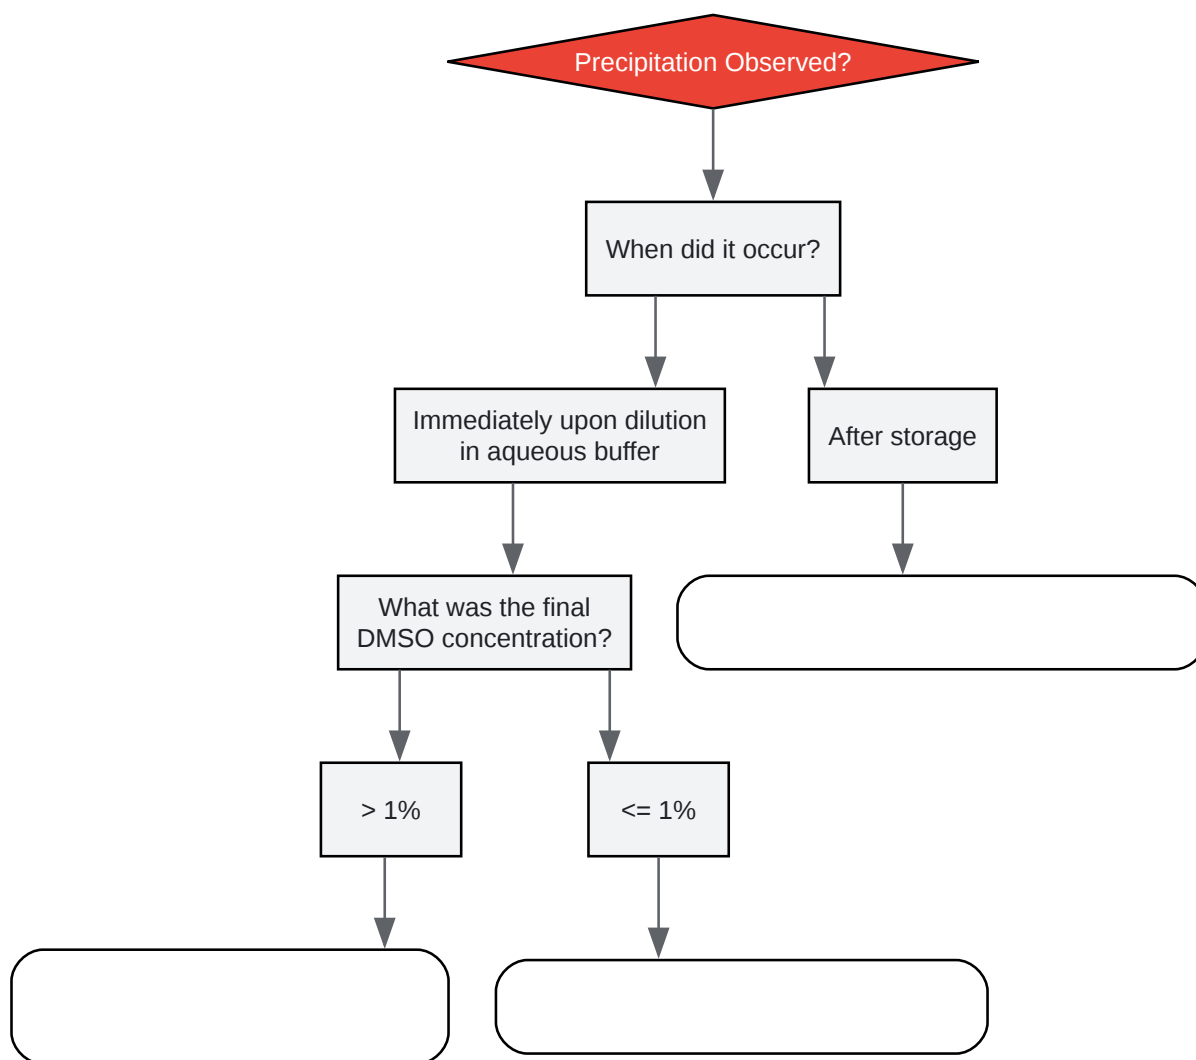 Precipitation Observed?
When did it occur?
Immediately upon dilution
in aqueous buffer
After storage
What was the final
DMSO concentration?
> 1%
<= 1%